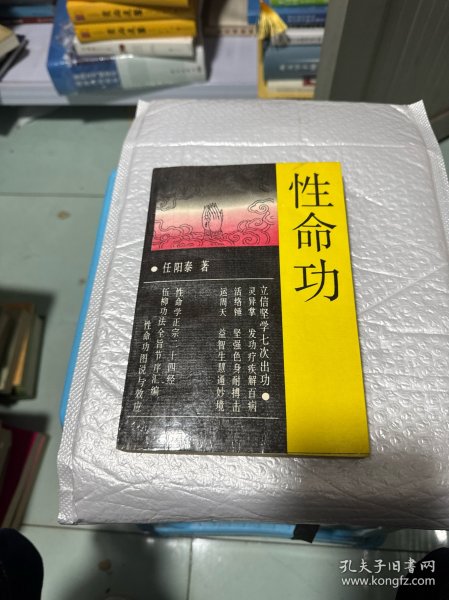 性命功
任阳泰 著
立信坚学七次出功
灵异掌 发功疗疾解百病
活络锤 坚强色身耐搏击
运周天 益智生慧通妙境
性命学正宗一十四经
伍柳功法全旨节序汇编
性命功图说与效应
孔夫子旧书网
www.kongfz.com